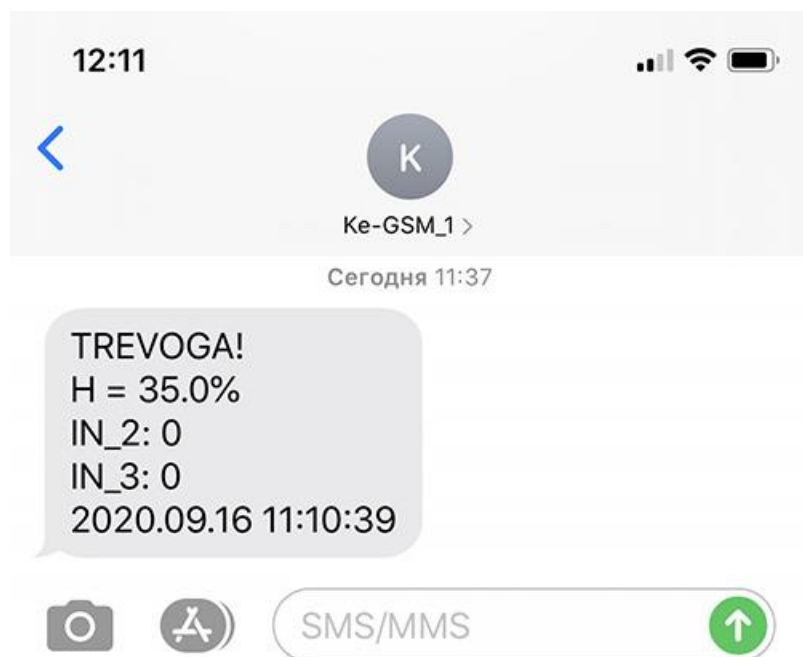 12:11
K
Ke-GSM_1 >
Сегодня 11:37
TREVOGA!
H = 35.0%
IN_2: 0
IN_3: 0
2020.09.16 11:10:39
SMS/MMS